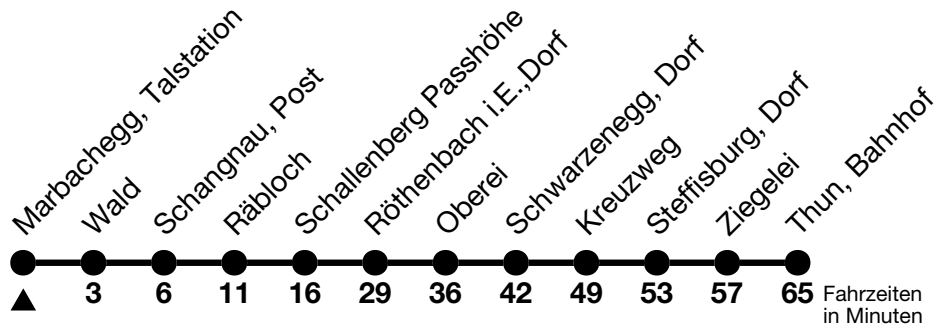 Marbachegg, Talstation
Wald
Schangnau, Post
Räbloch
Schallenberg Passhöhe
Röthenbach i.E.,Dorf
Oberei
Schwarzenegg, Dorf
Kreuzweg
Steffisburg, Dorf
Ziegelei
Thun, Bahnhof
3 6 11 16 29 36 42 49 53 57 65 Fahrzeiten
in Minuten